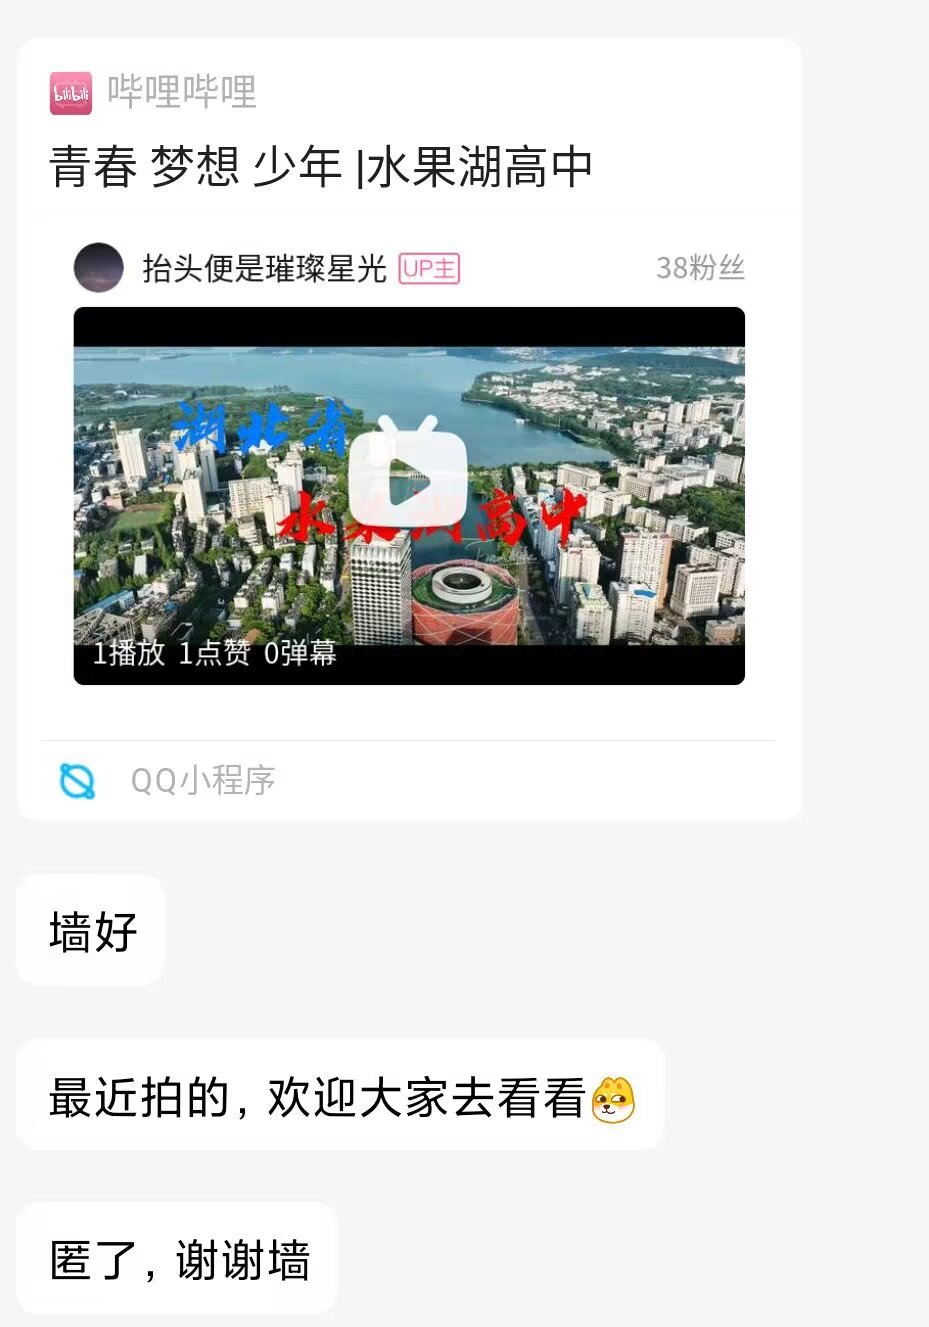 bilibili 哔哩哔哩
青春 梦想 少年 |水果湖高中
抬头便是璀璨星光 UP主 38粉丝
湖北省
水果湖高中
1播放 1点赞 0弹幕
QQ小程序
墙好
最近拍的，欢迎大家去看看
匿了，谢谢墙